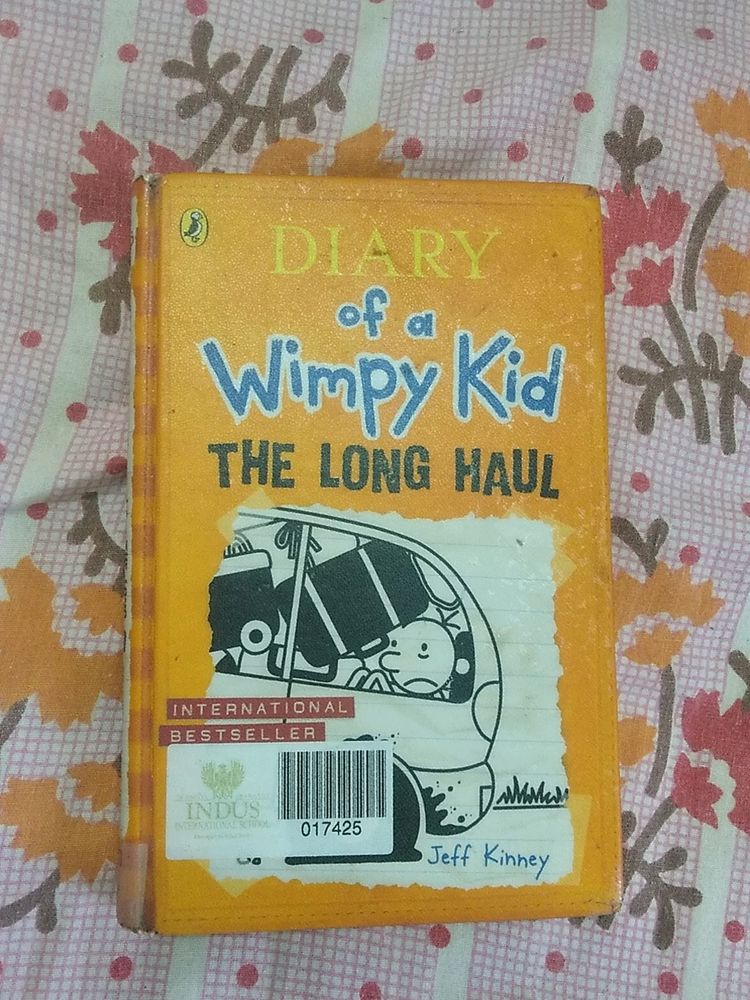 DIARY
of a
Wimpy Kid
THE LONG HAUL
INTERNATIONAL
BESTSELLER
INDUS
INTERNATIONAL SCHOOL
017425
Jeff Kinney